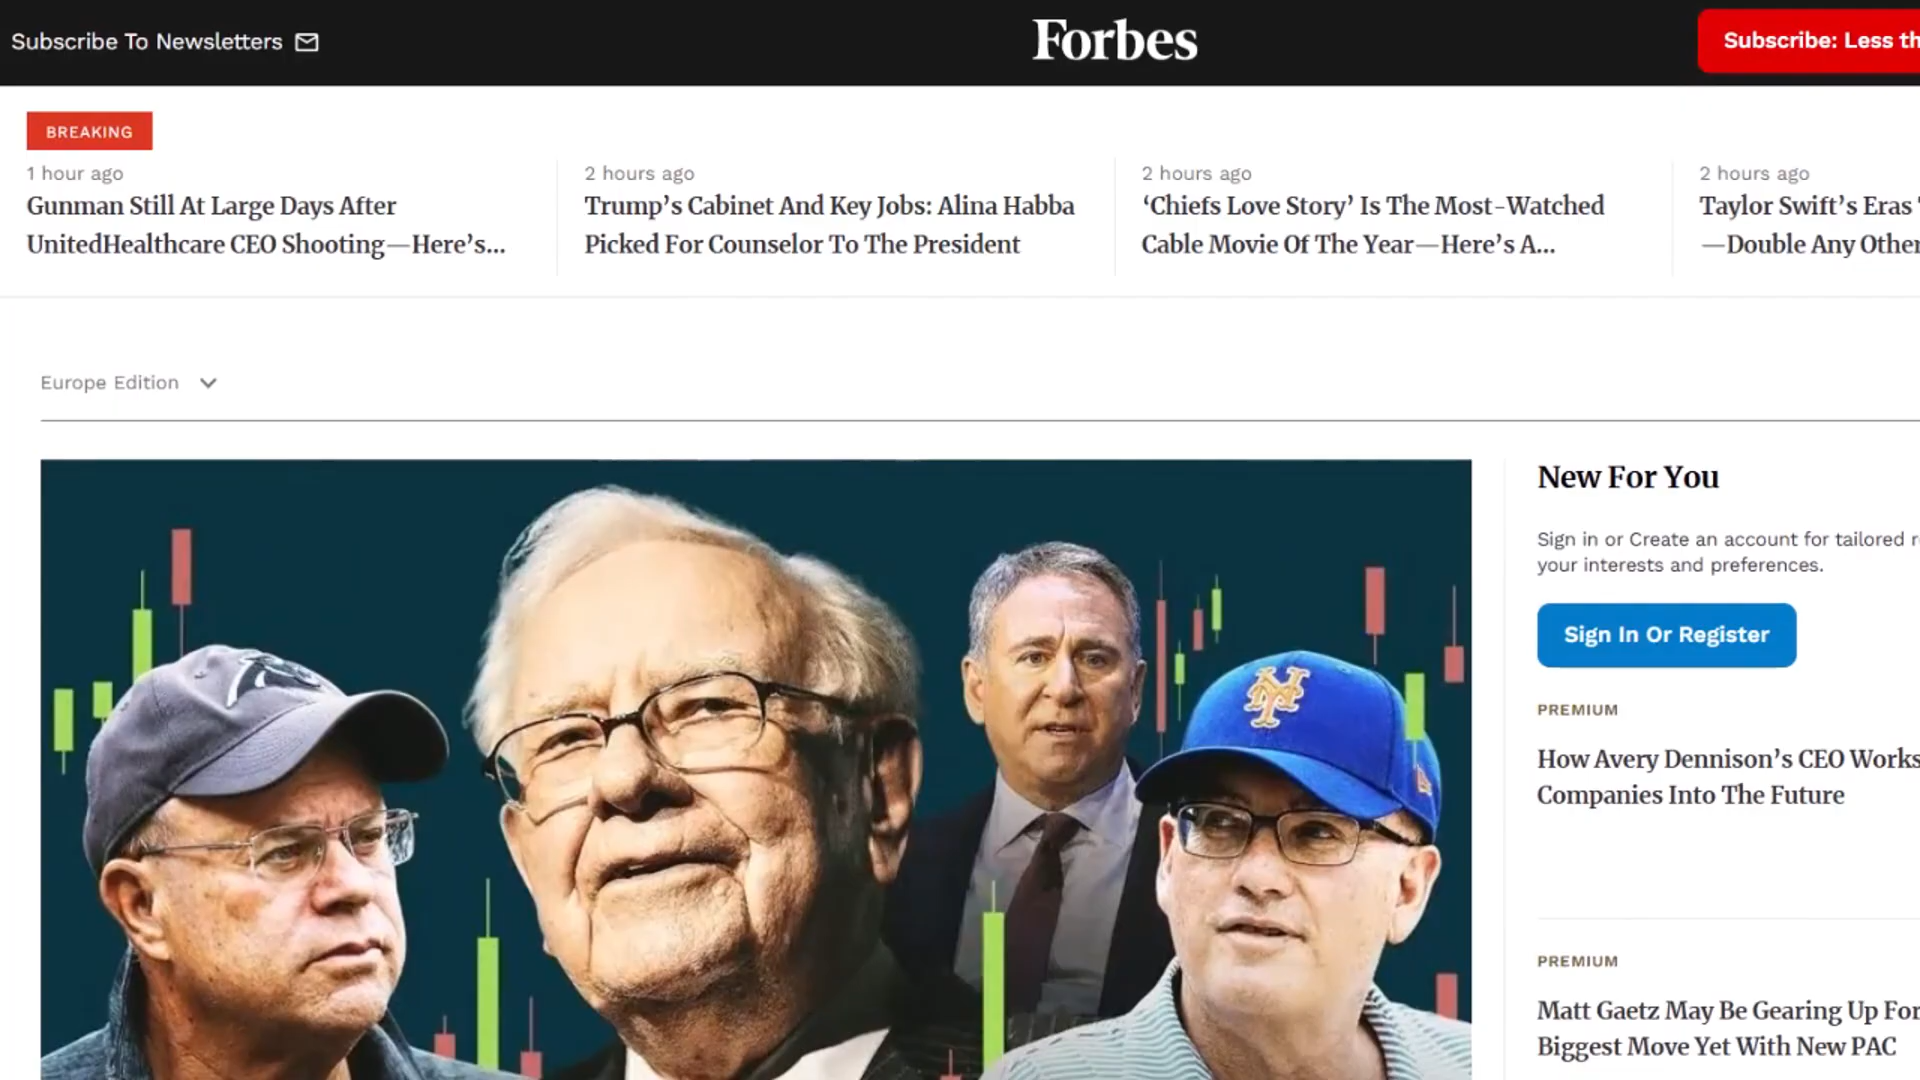 Subscribe To Newsletters
Forbes
Subscribe: Less th
BREAKING
1 hour ago
Gunman Still At Large Days After
UnitedHealthcare CEO Shooting—Here’s...
2 hours ago
Trump’s Cabinet And Key Jobs: Alina Habba
Picked For Counselor To The President
2 hours ago
‘Chiefs Love Story’ Is The Most-Watched
Cable Movie Of The Year—Here’s A...
2 hours ago
Taylor Swift’s Eras
—Double Any Other
Europe Edition
NY
New For You
Sign in or Create an account for tailored
your interests and preferences.
Sign In Or Register
PREMIUM
How Avery Dennison’s CEO Works
Companies Into The Future
PREMIUM
Matt Gaetz May Be Gearing Up For
Biggest Move Yet With New PAC